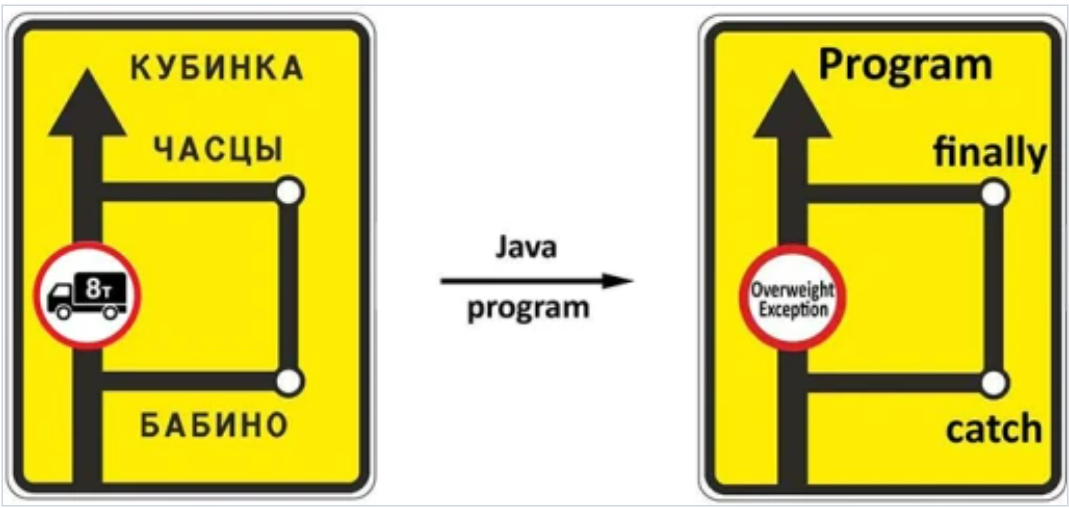 КУБИНКА
ЧАСЦЫ
8т
БАБИНО
Java
program
Program
finally
Overweight
Exception
catch